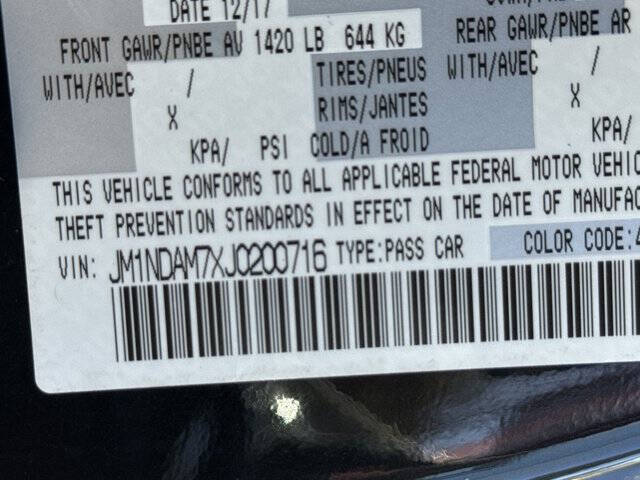 DATE 12/17
FRONT GAWR/PNBE AV 1420 LB 644 KG REAR GAWR/PNBE AR
WITH/AVEC / TIRES/PNEUS WITH/AVEC /
X RIMS/JANTES X
KPA/ PSI COLD/A FROID KPA/
THIS VEHICLE CONFORMS TO ALL APPLICABLE FEDERAL MOTOR VEHIC
THEFT PREVENTION STANDARDS IN EFFECT ON THE DATE OF MANUFAC
VIN: JM1NDAM7XJ0200716 TYPE:PASS CAR COLOR CODE:4